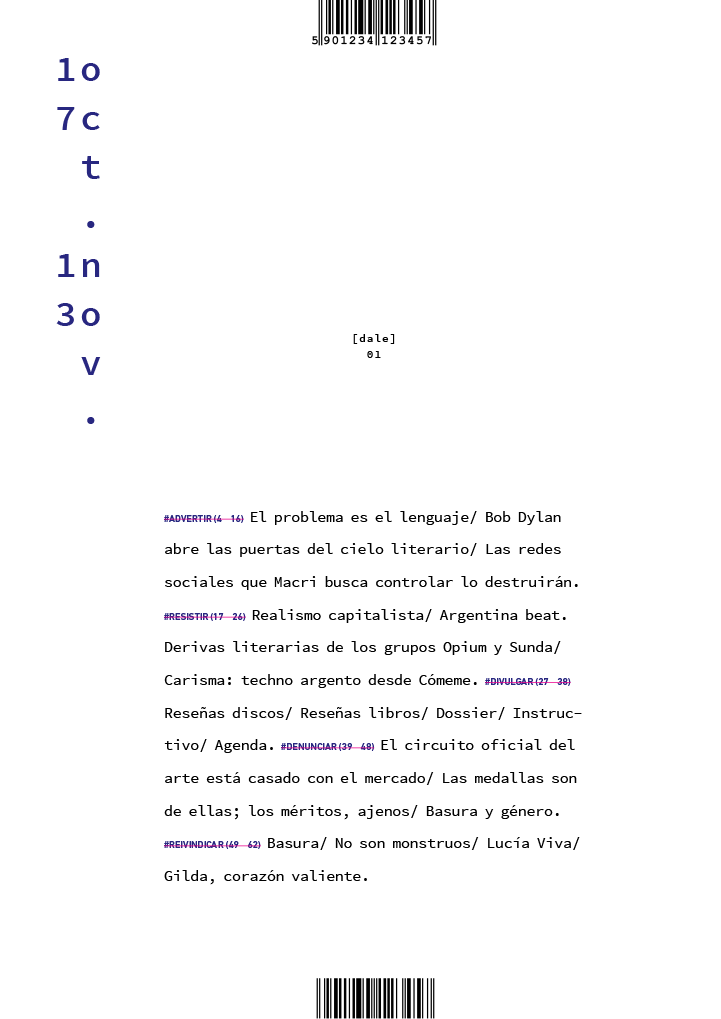 5 901234 123457
1o
7c
t
.
1n
3o
v
.
[dale]
01
#ADVERTIR (4 16) El problema es el lenguaje/ Bob Dylan
abre las puertas del cielo literario/ Las redes
sociales que Macri busca controlar lo destruirán.
#RESISTIR (17 26) Realismo capitalista/ Argentina beat.
Derivas literarias de los grupos Opium y Sunda/
Carisma: techno argento desde Cómeme. #DIVULGAR (27 38)
Reseñas discos/ Reseñas libros/ Dossier/ Instruc-
tivo/ Agenda. #DENUNCIAR (39 48) El circuito oficial del
arte está casado con el mercado/ Las medallas son
de ellas; los méritos, ajenos/ Basura y género.
#REIVINDICAR (49 62) Basura/ No son monstruos/ Lucía Viva/
Gilda, corazón valiente.